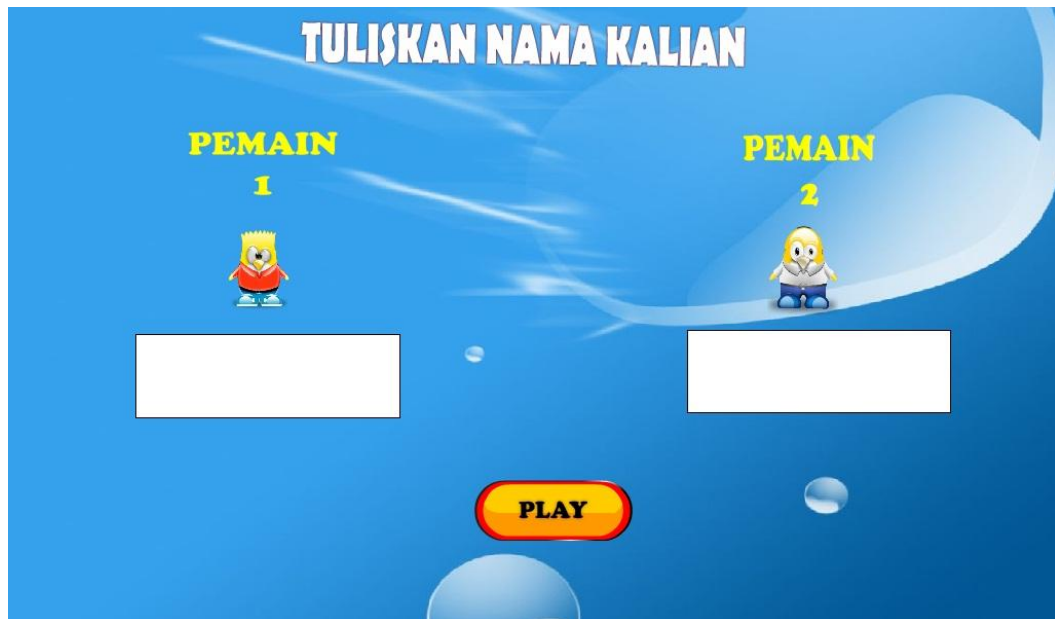 TULISKAN NAMA KALIAN
PEMAIN
1
PEMAIN
2
PLAY